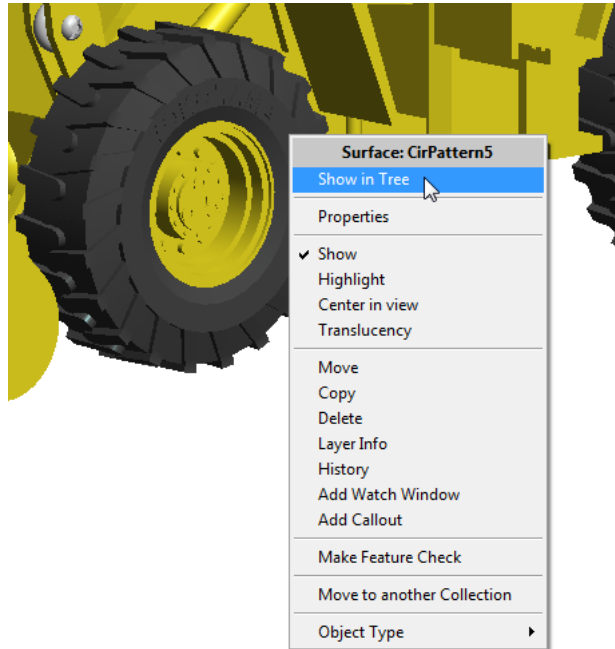 Surface: CirPattern5
Show in Tree
Properties
Show
Highlight
Center in view
Translucency
Move
Copy
Delete
Layer Info
History
Add Watch Window
Add Callout
Make Feature Check
Move to another Collection
Object Type